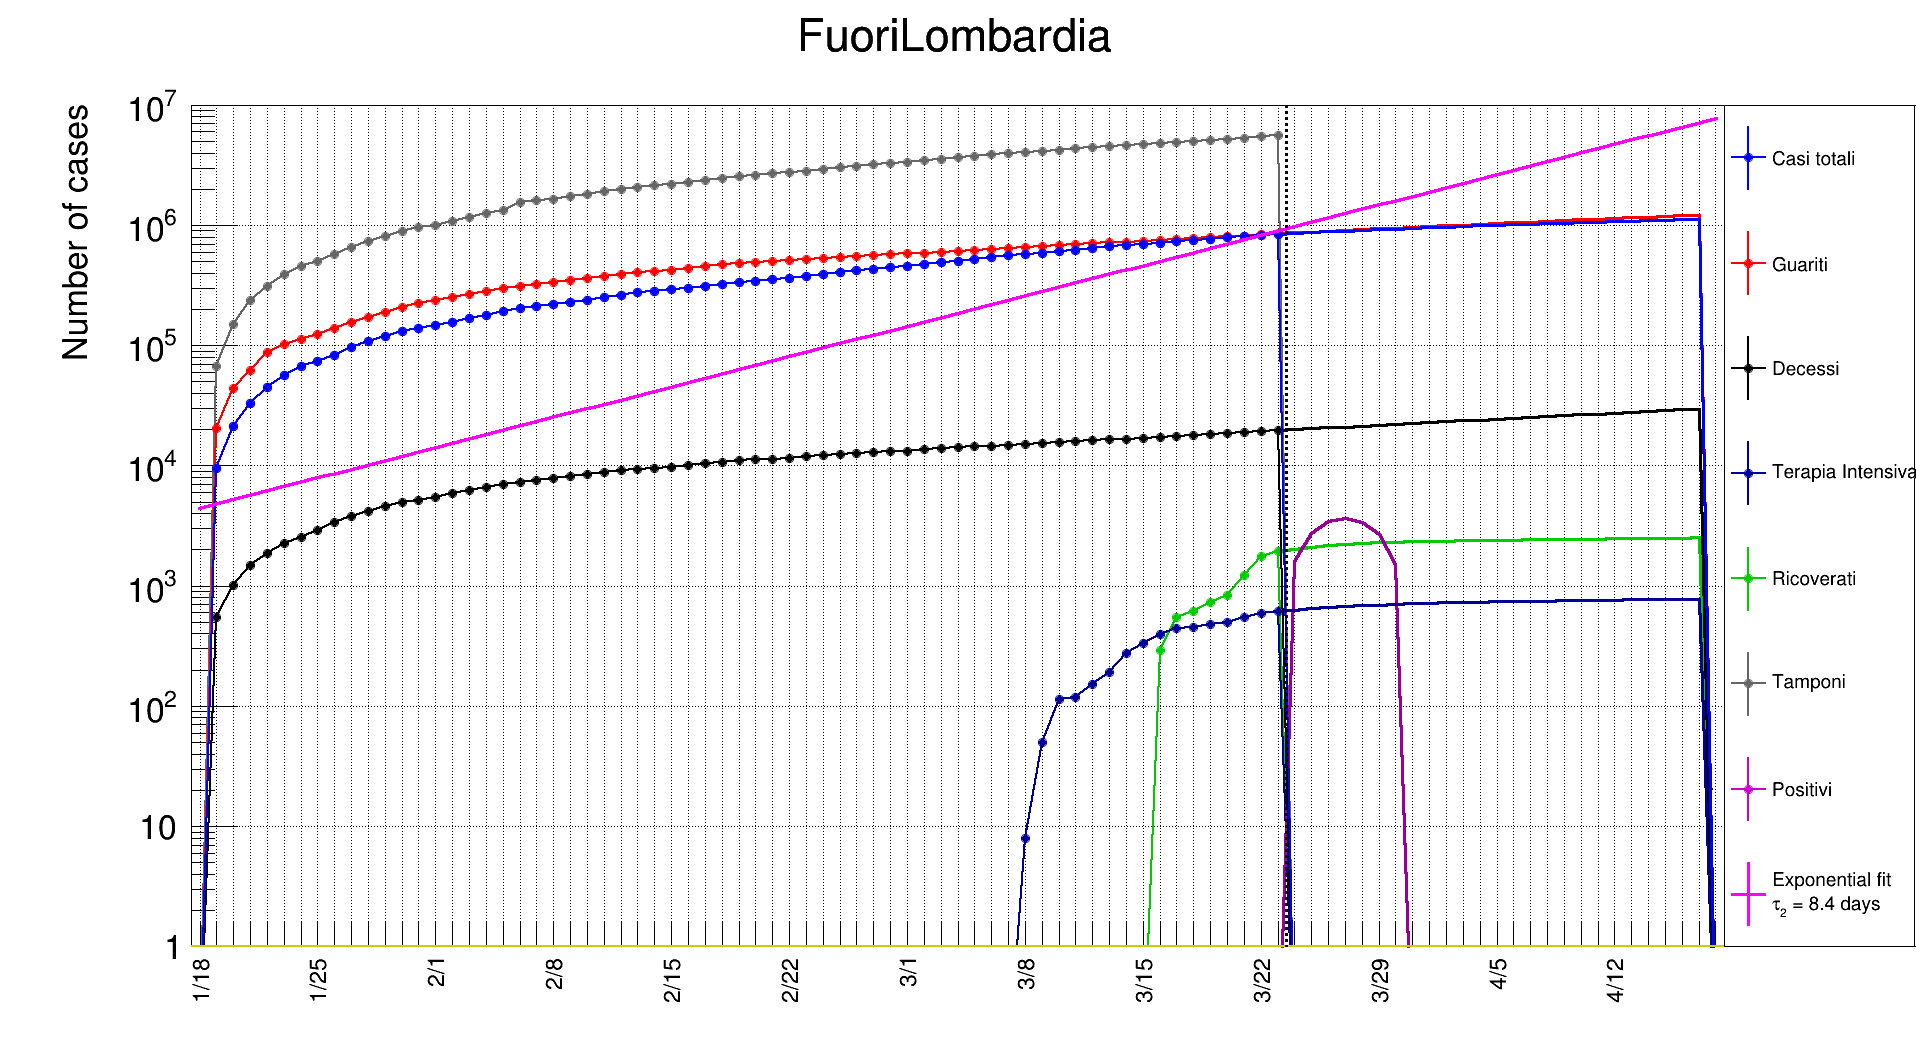 FuoriLombardia
Number of cases
10^7
10^6
10^5
10^4
10^3
10^2
10
1
1/18
1/25
2/1
2/8
2/15
2/22
3/1
3/8
3/15
3/22
3/29
4/5
4/12
Casi totali
Guariti
Decessi
Terapia Intensiva
Ricoverati
Tamponi
Positivi
Exponential fit
τ₂ = 8.4 days